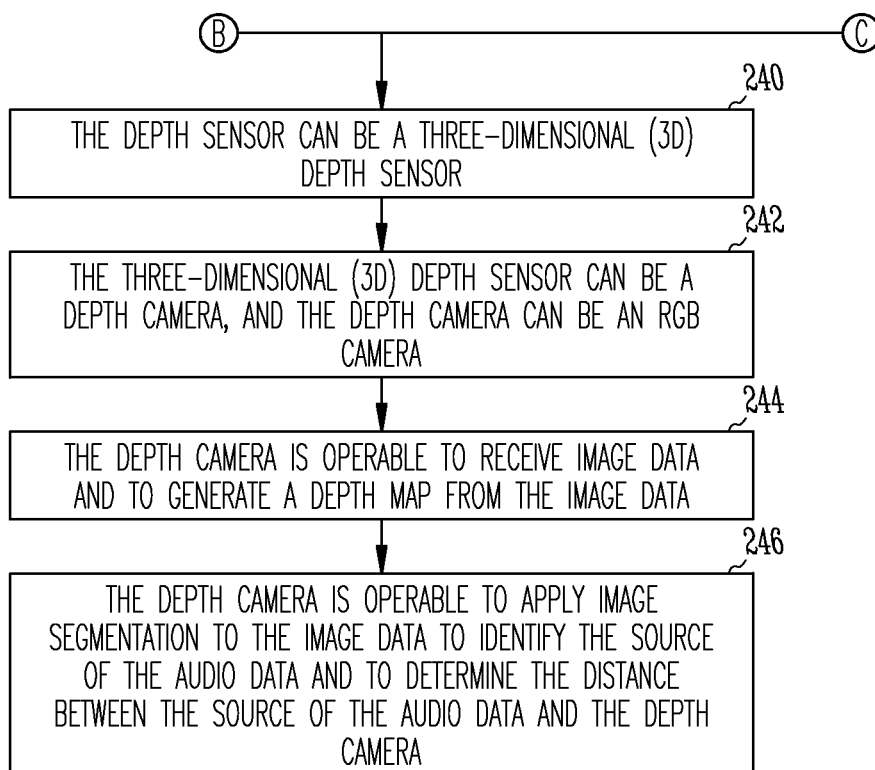 B
C
240
THE DEPTH SENSOR CAN BE A THREE-DIMENSIONAL (3D)
DEPTH SENSOR
242
THE THREE-DIMENSIONAL (3D) DEPTH SENSOR CAN BE A
DEPTH CAMERA, AND THE DEPTH CAMERA CAN BE AN RGB
CAMERA
244
THE DEPTH CAMERA IS OPERABLE TO RECEIVE IMAGE DATA
AND TO GENERATE A DEPTH MAP FROM THE IMAGE DATA
246
THE DEPTH CAMERA IS OPERABLE TO APPLY IMAGE
SEGMENTATION TO THE IMAGE DATA TO IDENTIFY THE SOURCE
OF THE AUDIO DATA AND TO DETERMINE THE DISTANCE
BETWEEN THE SOURCE OF THE AUDIO DATA AND THE DEPTH
CAMERA